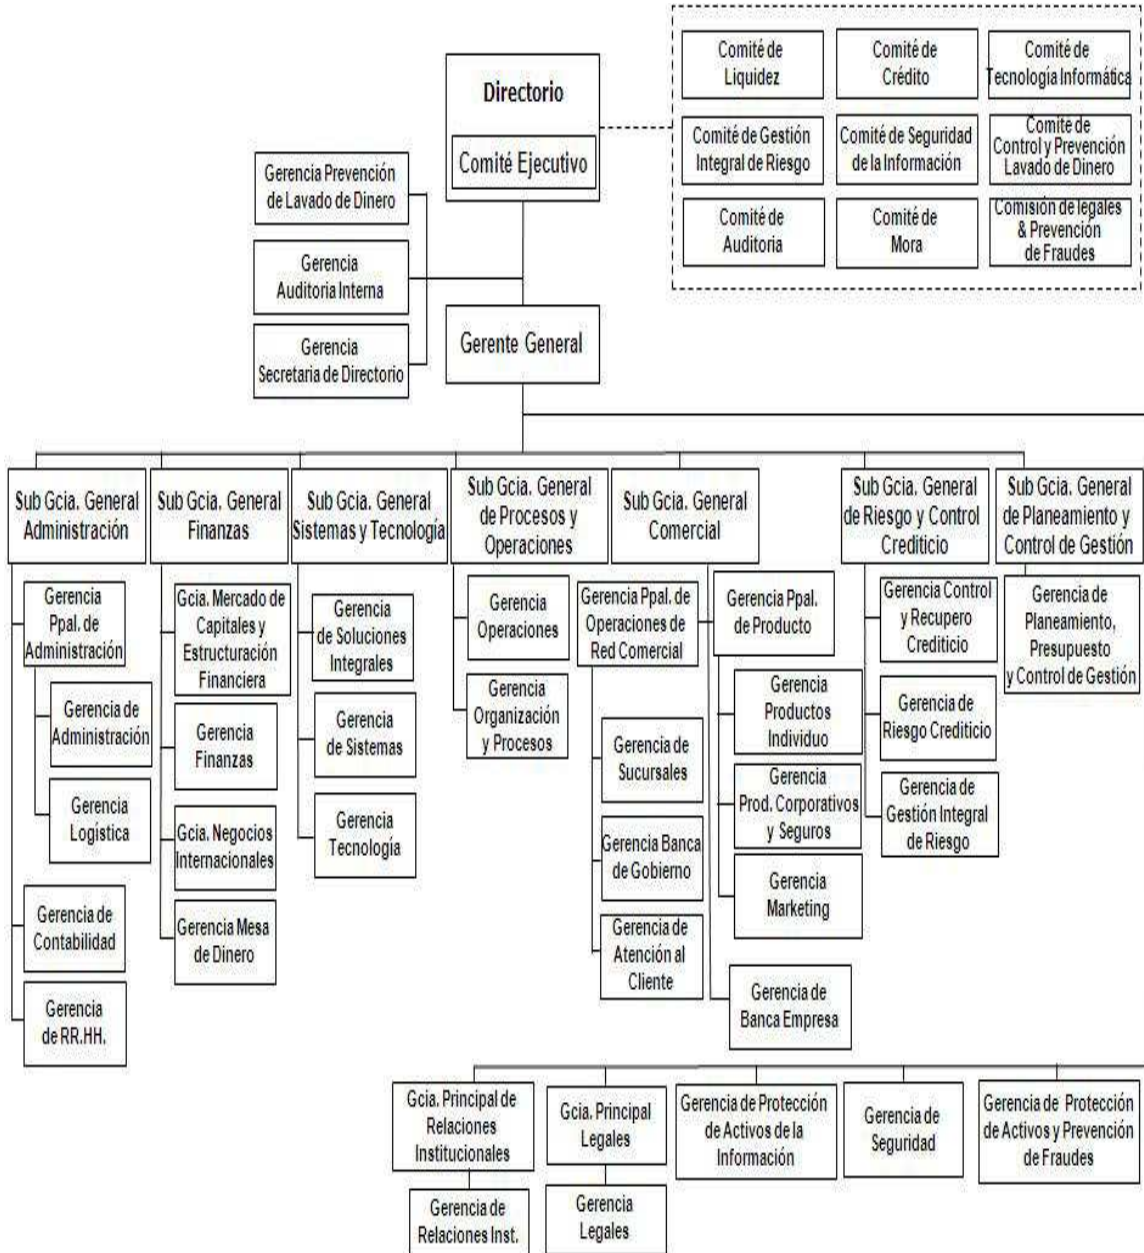 Directorio
Comité Ejecutivo
Comité de
Liquidez
Comité de
Crédito
Comité de
Tecnología Informática
Comité de Gestión
Integral de Riesgo
Comité de Seguridad
de la Información
Comité de
Control y Prevención
Lavado de Dinero
Comité de
Auditoria
Comité de
Mora
Comisión de legales
& Prevención
de Fraudes
Gerencia Prevención
de Lavado de Dinero
Gerencia
Auditoria Interna
Gerencia
Secretaria de Directorio
Gerente General
Sub Gcia. General
Administración
Sub Gcia. General
Finanzas
Sub Gcia. General
Sistemas y Tecnología
Sub Gcia. General
de Procesos y
Operaciones
Sub Gcia. General
Comercial
Sub Gcia. General
de Riesgo y Control
Crediticio
Sub Gcia. General
de Planeamiento y
Control de Gestión
Gerencia
Ppal. de
Administración
Gerencia de
Administración
Gerencia
Logística
Gerencia de
Contabilidad
Gerencia
de RR.HH.
Gcia. Mercado de
Capitales y
Estructuración
Financiera
Gerencia
Finanzas
Gcia. Negocios
Internacionales
Gerencia Mesa
de Dinero
Gerencia
de Soluciones
Integrales
Gerencia
de Sistemas
Gerencia
Tecnología
Gerencia
Operaciones
Gerencia
Organización
y Procesos
Gerencia Ppal. de
Operaciones de
Red Comercial
Gerencia de
Sucursales
Gerencia Banca
de Gobierno
Gerencia de
Atención al
Cliente
Gerencia Ppal.
de Producto
Gerencia
Productos
Individuo
Gerencia
Prod. Corporativos
y Seguros
Gerencia
Marketing
Gerencia de
Banca Empresa
Gerencia Control
y Recupero
Crediticio
Gerencia de
Riesgo Crediticio
Gerencia de
Gestión Integral
de Riesgo
Gerencia de
Planeamiento,
Presupuesto
y Control de Gestión
Gcia. Principal de
Relaciones
Institucionales
Gerencia de
Relaciones Inst.
Gcia. Principal
Legales
Gerencia
Legales
Gerencia de Protección
de Activos de la
Información
Gerencia de
Seguridad
Gerencia de Protección
de Activos y Prevención
de Fraudes